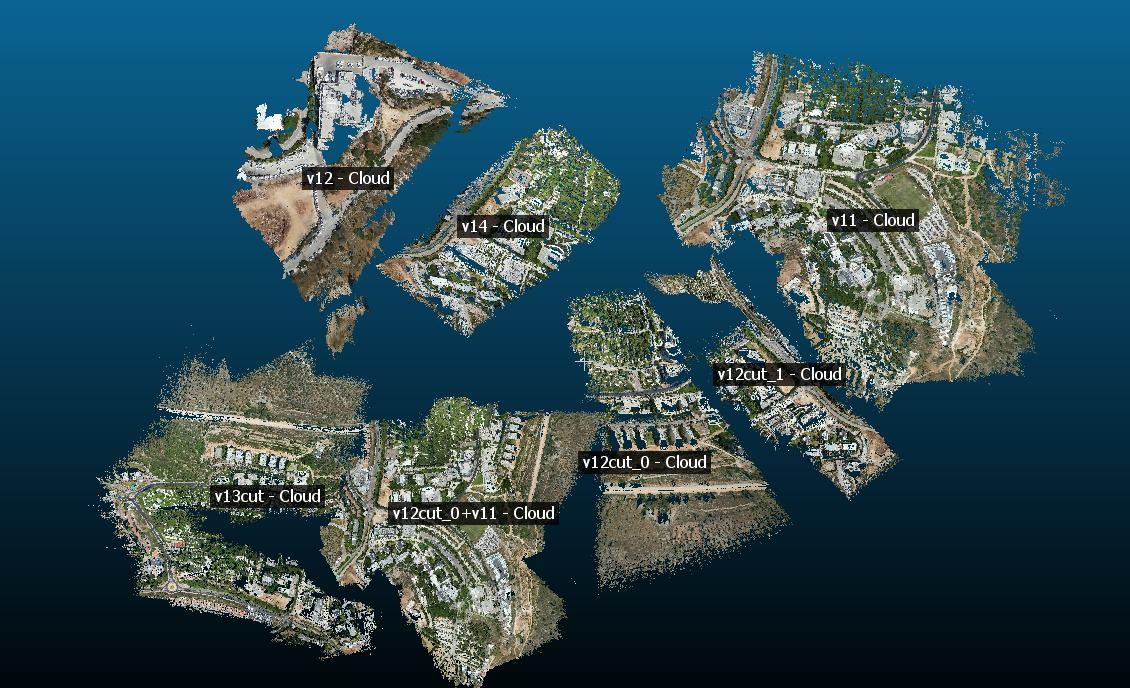 v12 - Cloud
v14 - Cloud
v11 - Cloud
v12cut_1 - Cloud
v12cut_0 - Cloud
v13cut - Cloud
v12cut_0+v11 - Cloud